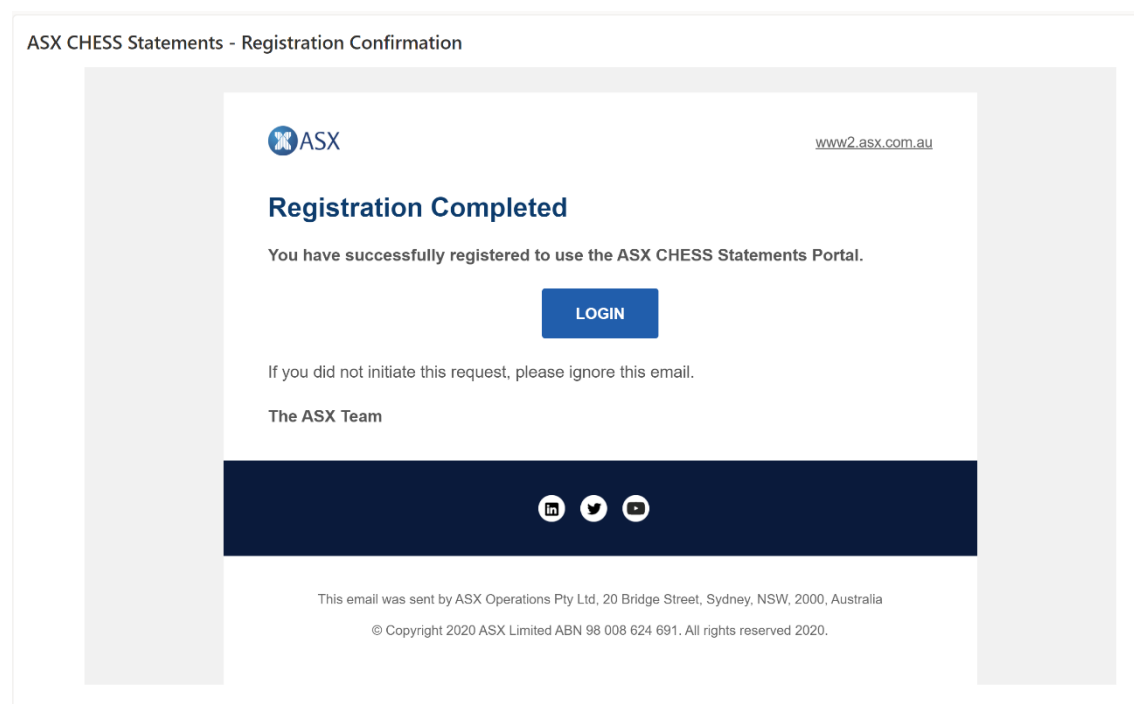 ASX CHESS Statements - Registration Confirmation
ASX
www2.asx.com.au
Registration Completed
You have successfully registered to use the ASX CHESS Statements Portal.
LOGIN
If you did not initiate this request, please ignore this email.
The ASX Team
in
This email was sent by ASX Operations Pty Ltd, 20 Bridge Street, Sydney, NSW, 2000, Australia
© Copyright 2020 ASX Limited ABN 98 008 624 691. All rights reserved 2020.